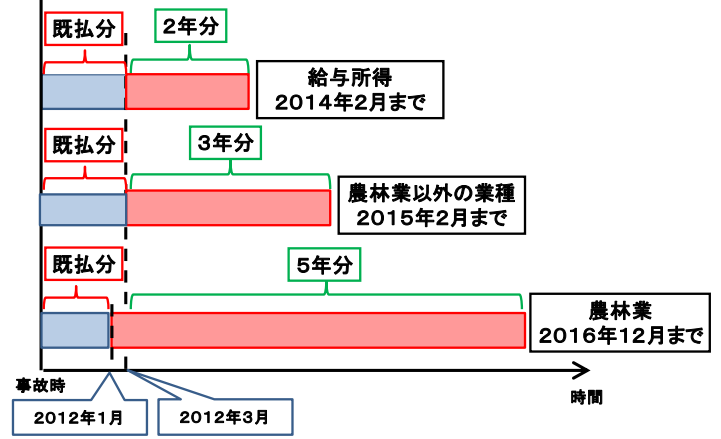 既払分
2年分
給与所得
2014年2月まで
既払分
3年分
農林業以外の業種
2015年2月まで
既払分
5年分
農林業
2016年12月まで
事故時
時間
2012年1月
2012年3月